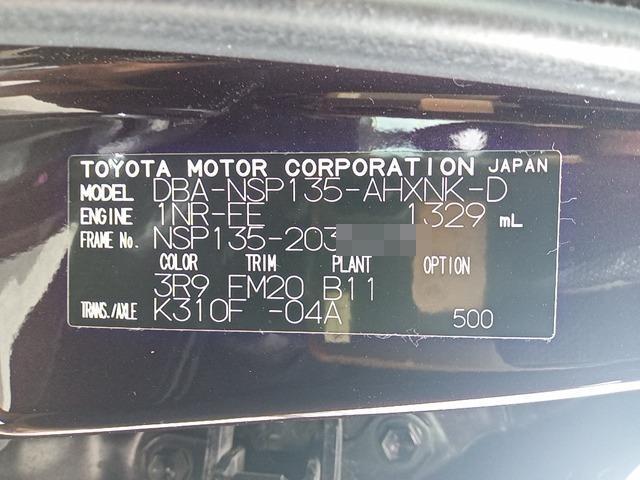 TOYOTA MOTOR CORPORATION JAPAN
MODEL DBA-NSP135-AHXNK-D
ENGINE 1NR-FE 1329 mL
FRAME No. NSP135-203
COLOR TRIM PLANT OPTION
3R9 FM20 B11
TRANS./AXLE K310F -04A 500